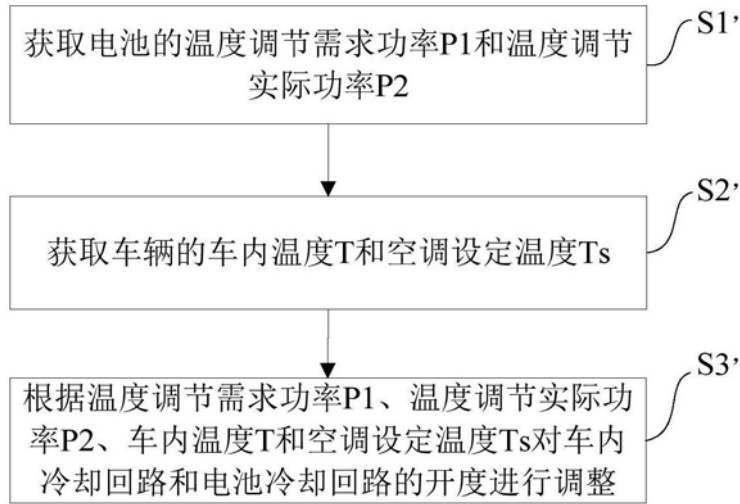 获取电池的温度调节需求功率P1和温度调节
实际功率P2
S1’
获取车辆的车内温度T和空调设定温度Ts
S2’
根据温度调节需求功率P1、温度调节实际功
率P2、车内温度T和空调设定温度Ts对车内
冷却回路和电池冷却回路的开度进行调整
S3’